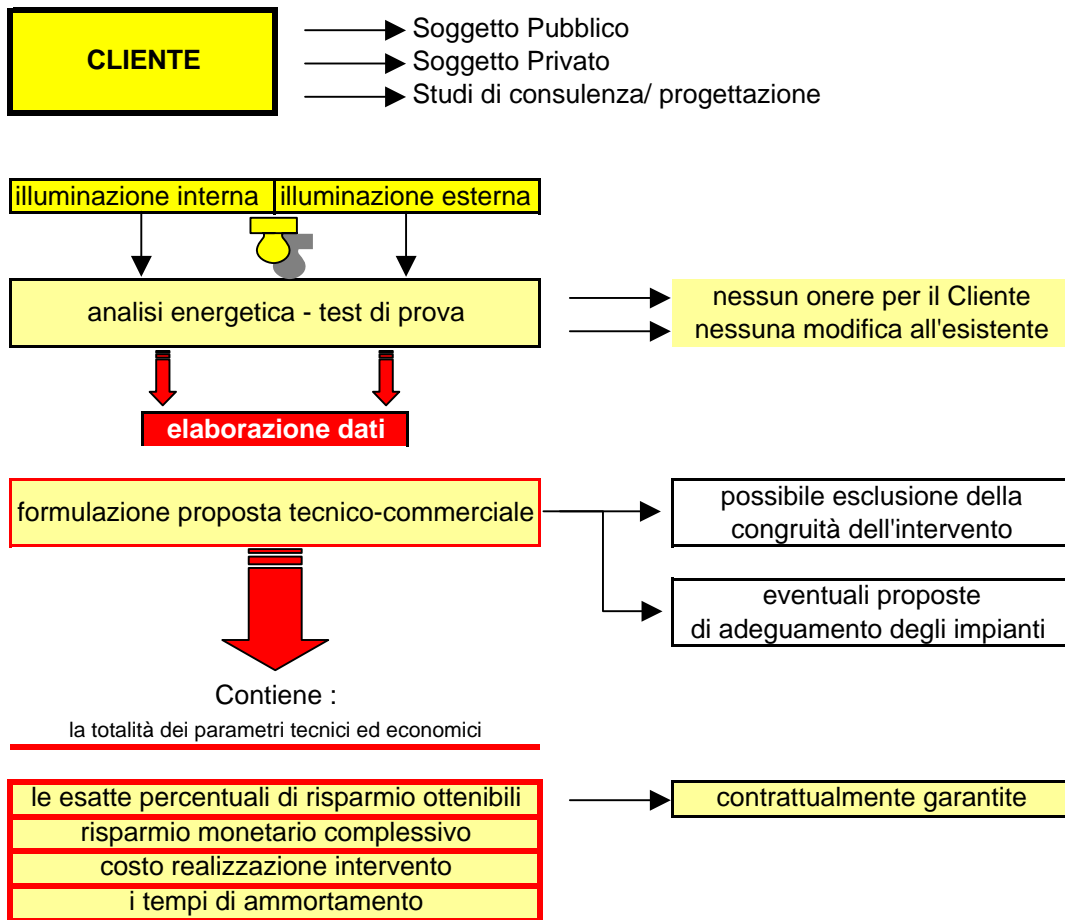 CLIENTE
Soggetto Pubblico
Soggetto Privato
Studi di consulenza/ progettazione
illuminazione interna
illuminazione esterna
analisi energetica - test di prova
nessun onere per il Cliente
nessuna modifica all'esistente
elaborazione dati
formulazione proposta tecnico-commerciale
possibile esclusione della
congruità dell'intervento
eventuali proposte
di adeguamento degli impianti
Contiene :
la totalità dei parametri tecnici ed economici
le esatte percentuali di risparmio ottenibili
contrattualmente garantite
risparmio monetario complessivo
costo realizzazione intervento
i tempi di ammortamento